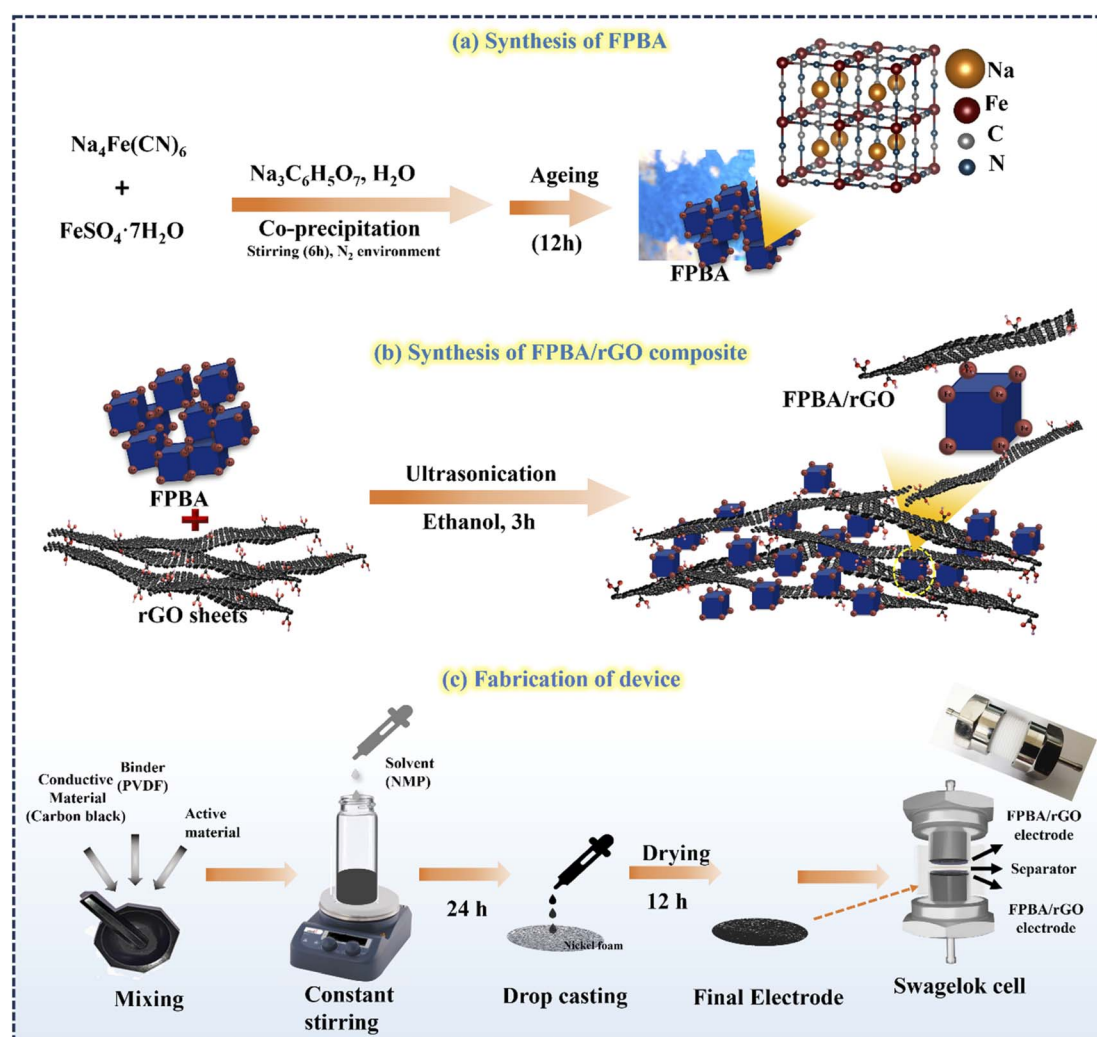 (a) Synthesis of FPBA
Na₄Fe(CN)₆
+
FeSO₄·7H₂O
Na₃C₆H₅O₇, H₂O
Co-precipitation
Stirring (6h), N₂ environment
Ageing
(12h)
FPBA
Na
Fe
C
N
(b) Synthesis of FPBA/rGO composite
FPBA
rGO sheets
Ultrasonication
Ethanol, 3h
FPBA/rGO
(c) Fabrication of device
Conductive
Material
(Carbon black)
Binder
(PVDF)
Active
material
Mixing
Solvent
(NMP)
Constant
stirring
24 h
Nickel foam
Drop casting
Drying
12 h
Final Electrode
FPBA/rGO
electrode
Separator
FPBA/rGO
electrode
Swagelok cell